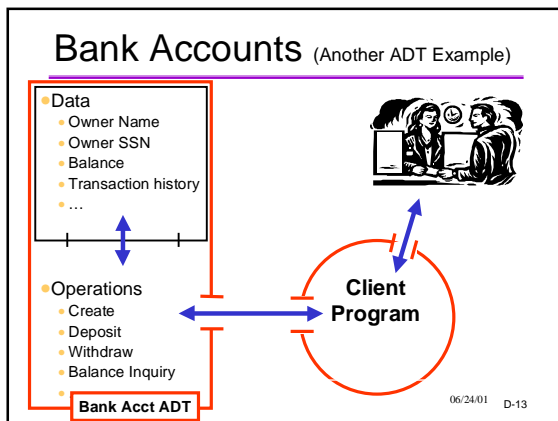 Bank Accounts (Another ADT Example)
Data
Owner Name
Owner SSN
Balance
Transaction history
...
Operations
Create
Deposit
Withdraw
Balance Inquiry
Bank Acct ADT
Client
Program
06/24/01
D-13